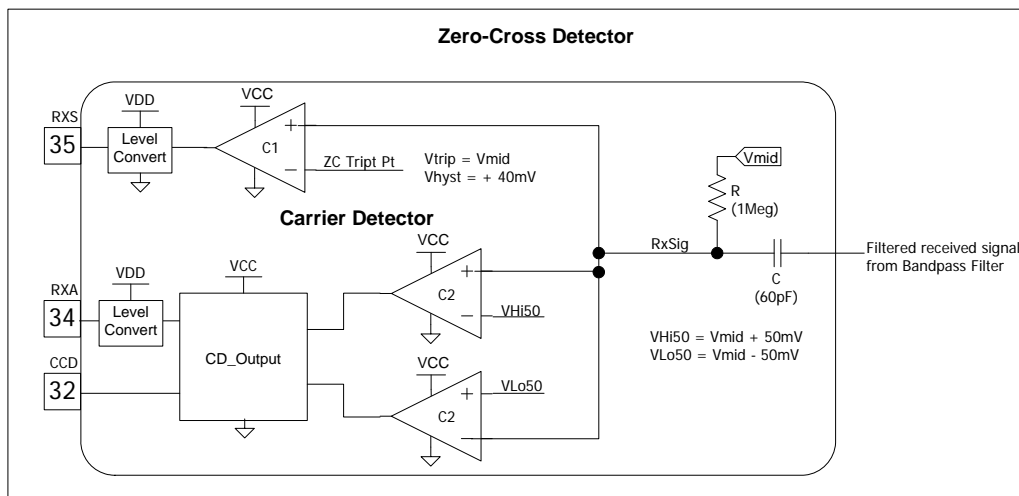 Zero-Cross Detector
RXS
35
VDD
Level
Convert
VCC
C1
+
−
ZC Tript Pt
Vtrip = Vmid
Vhyst = + 40mV
Vmid
R
(1Meg)
Carrier Detector
RxSig
C
(60pF)
Filtered received signal
from Bandpass Filter
RXA
34
VDD
Level
Convert
VCC
CD_Output
CCD
32
VCC
C2
+
−
VHi50
VHi50 = Vmid + 50mV
VLo50 = Vmid - 50mV
VCC
C2
+
−
VLo50